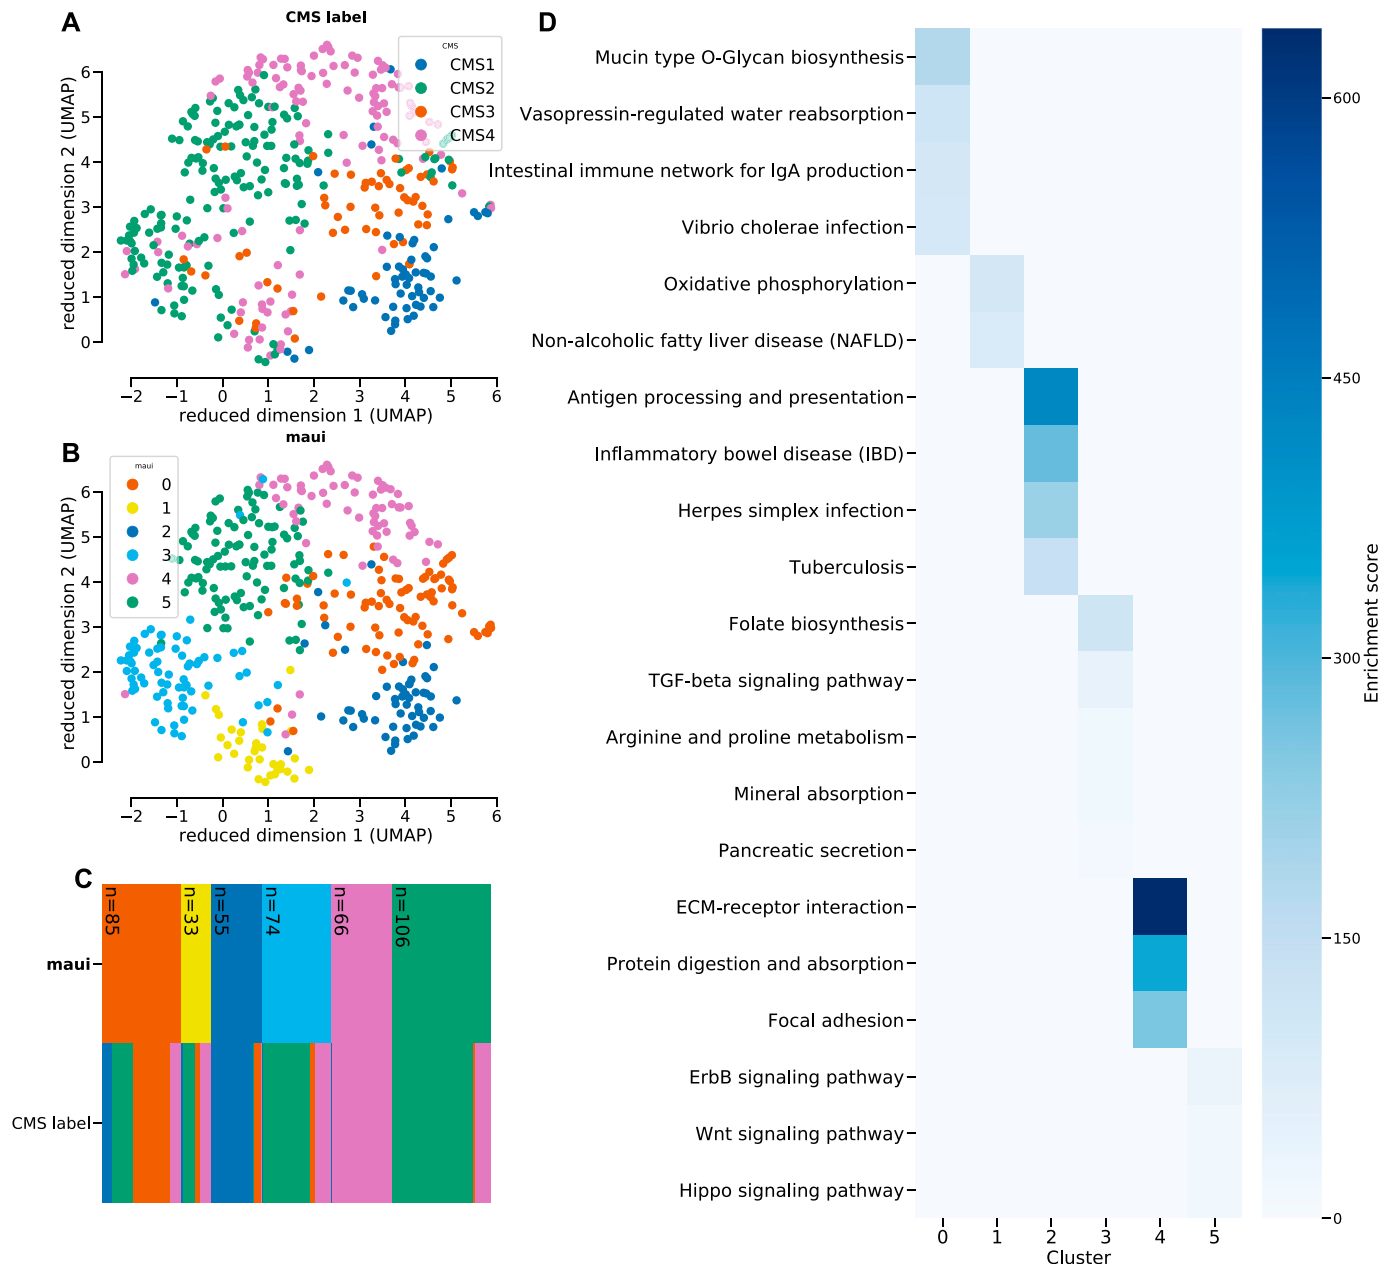 A
CMS label
CMS
CMS1
CMS2
CMS3
CMS4
reduced dimension 2 (UMAP)
6
5
4
3
2
1
0
−2 −1 0 1 2 3 4 5 6
reduced dimension 1 (UMAP)
B
maui
maui
0
1
2
3
4
5
reduced dimension 2 (UMAP)
6
5
4
3
2
1
0
−2 −1 0 1 2 3 4 5 6
reduced dimension 1 (UMAP)
C
n=85
n=33
n=55
n=74
n=66
n=106
maui
CMS label
D
Mucin type O-Glycan biosynthesis
Vasopressin-regulated water reabsorption
Intestinal immune network for IgA production
Vibrio cholerae infection
Oxidative phosphorylation
Non-alcoholic fatty liver disease (NAFLD)
Antigen processing and presentation
Inflammatory bowel disease (IBD)
Herpes simplex infection
Tuberculosis
Folate biosynthesis
TGF-beta signaling pathway
Arginine and proline metabolism
Mineral absorption
Pancreatic secretion
ECM-receptor interaction
Protein digestion and absorption
Focal adhesion
ErbB signaling pathway
Wnt signaling pathway
Hippo signaling pathway
0 1 2 3 4 5
Cluster
600
450
300
150
0
Enrichment score